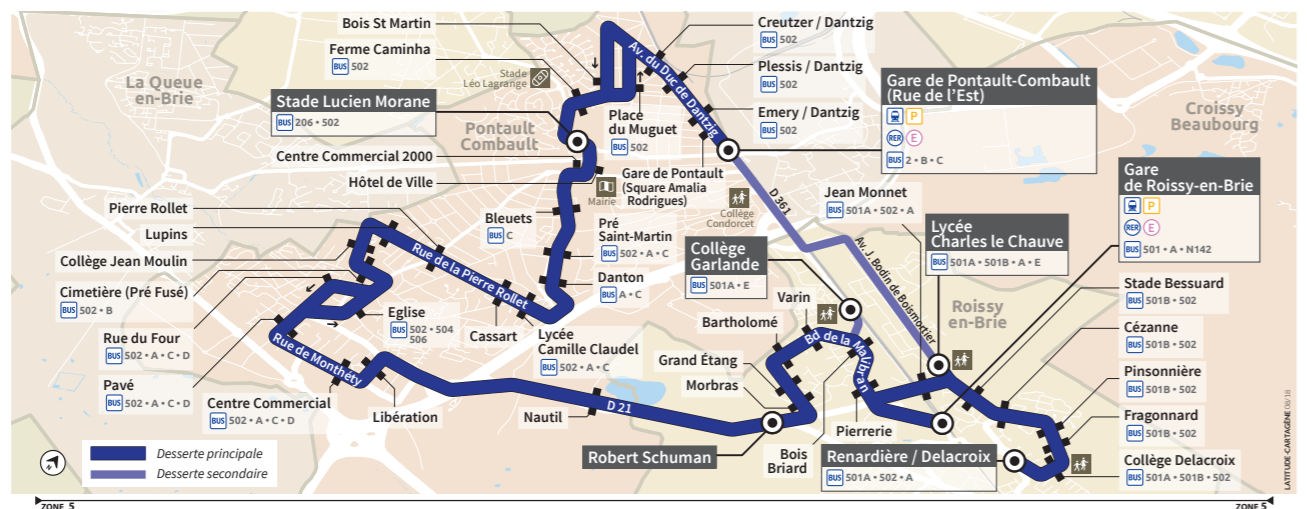 Bois St Martin
Ferme Caminha
BUS 502
La Queue
en-Brie
Stade
Léo Lagrange
Stade Lucien Morane
BUS 206 • 502
Pontault
Combault
Centre Commercial 2000
Hôtel de Ville
Mairie
Place
du Muguet
BUS 502
Av. du Duc de Dantzig
Creutzer / Dantzig
BUS 502
Plessis / Dantzig
BUS 502
Emery / Dantzig
BUS 502
Gare de Pontault-Combault
(Rue de l'Est)
P
RER E
BUS 2 • B • C
Croissy
Beaubourg
Gare de Pontault
(Square Amalia
Rodrigues)
Collège
Condorcet
D 361
Jean Monnet
BUS 501A • 502 • A
Gare
de Roissy-en-Brie
P
RER E
BUS 501 • A • N142
Lycée
Charles le Chauve
BUS 501A • 501B • A • E
Av. J. Bodin de Boismortier
Roissy
en-Brie
Pierre Rollet
Lupins
Collège Jean Moulin
Cimetière (Pré Fusé)
BUS 502 • B
Rue du Four
BUS 502 • A • C • D
Pavé
BUS 502 • A • C • D
Rue de la Pierre Rollet
Bleuets
BUS C
Pré
Saint-Martin
BUS 502 • A • C
Danton
BUS A • C
Eglise
BUS 502 • 504
506
Cassart
Lycée
Camille Claudel
BUS 502 • A • C
Rue de Monthéty
Centre Commercial
BUS 502 • A • C • D
Libération
Nautil
D 21
Collège
Garlande
BUS 501A • E
Varin
Bartholomé
Grand Étang
Morbras
Bd de la Malibran
Robert Schuman
Bois
Briard
Pierrerie
Renardière / Delacroix
BUS 501A • 502 • A
Stade Bessuard
BUS 501B • 502
Cézanne
BUS 501B • 502
Pinsonnière
BUS 501B • 502
Fragonnard
BUS 501B • 502
Collège Delacroix
BUS 501A • 501B • 502
N
Desserte principale
Desserte secondaire
LATITUDE-CARTAGÈNE 08/18
ZONE 5
ZONE 5